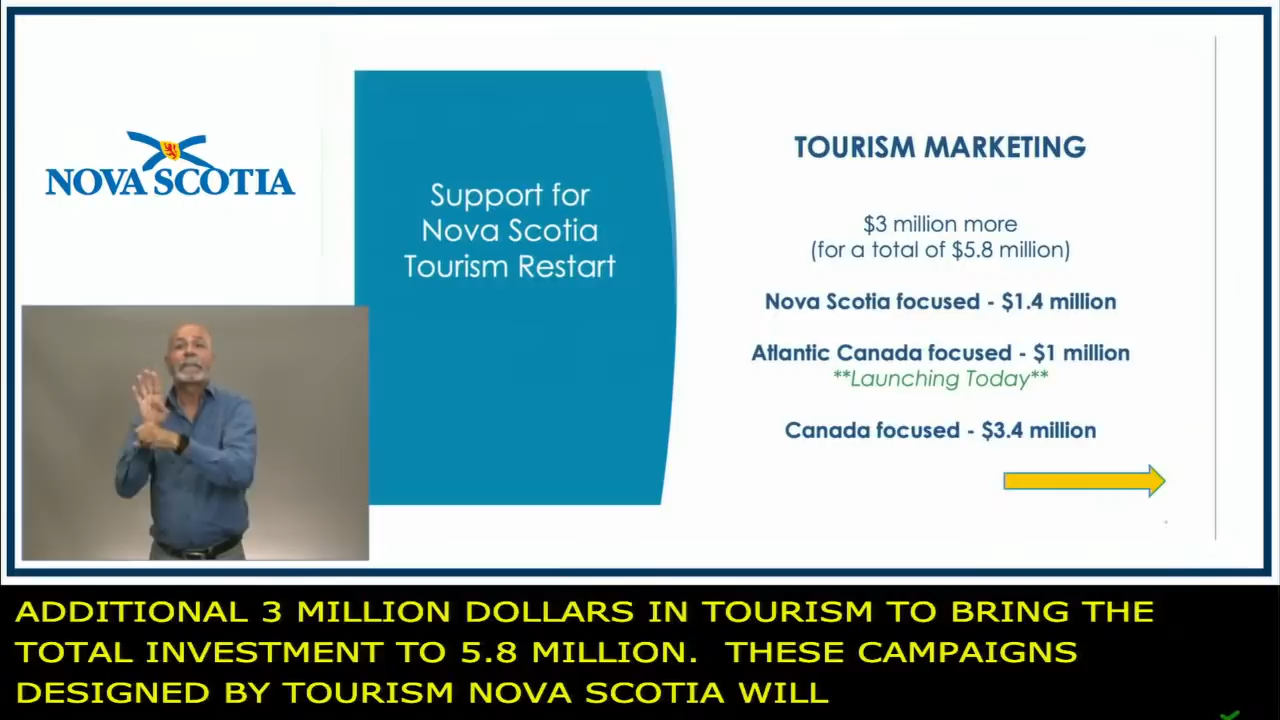 NOVA SCOTIA
Support for
Nova Scotia
Tourism Restart
TOURISM MARKETING
$3 million more
(for a total of $5.8 million)
Nova Scotia focused - $1.4 million
Atlantic Canada focused - $1 million
**Launching Today**
Canada focused - $3.4 million
ADDITIONAL 3 MILLION DOLLARS IN TOURISM TO BRING THE
TOTAL INVESTMENT TO 5.8 MILLION.  THESE CAMPAIGNS
DESIGNED BY TOURISM NOVA SCOTIA WILL